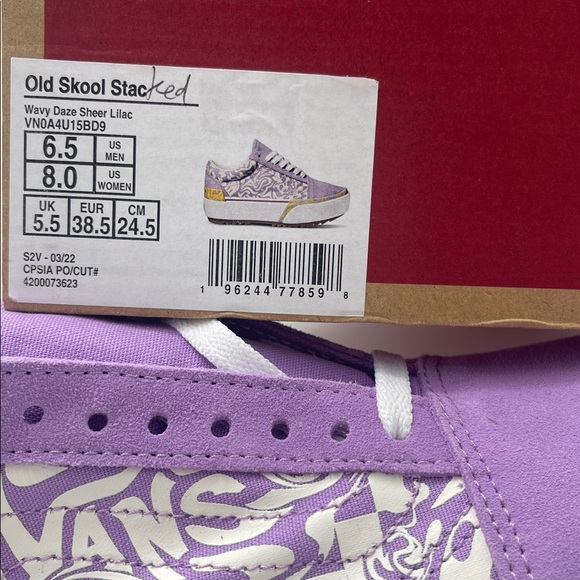 Old Skool Stacked
Wavy Daze Sheer Lilac
VN0A4U15BD9
6.5 US MEN
8.0 US WOMEN
UK EUR CM
5.5 38.5 24.5
S2V - 03/22
CPSIA PO/CUT#
4200073623
1 96244 77859 8
VANS